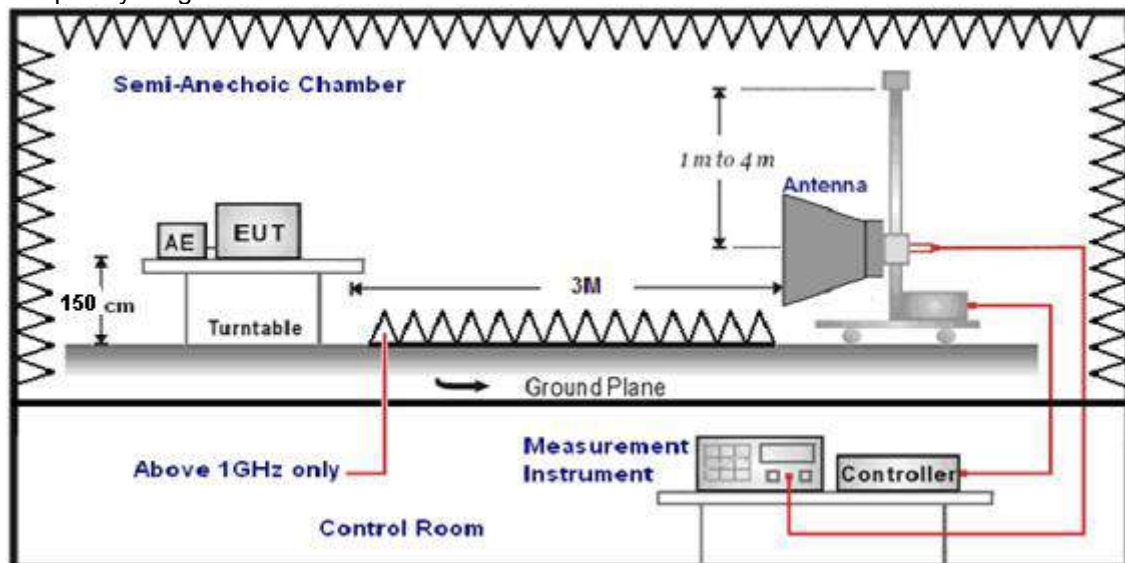 Semi-Anechoic Chamber
1 m to 4 m
Antenna
AE
EUT
150 cm
3M
Turntable
Ground Plane
Above 1GHz only
Measurement
Instrument
Controller
Control Room